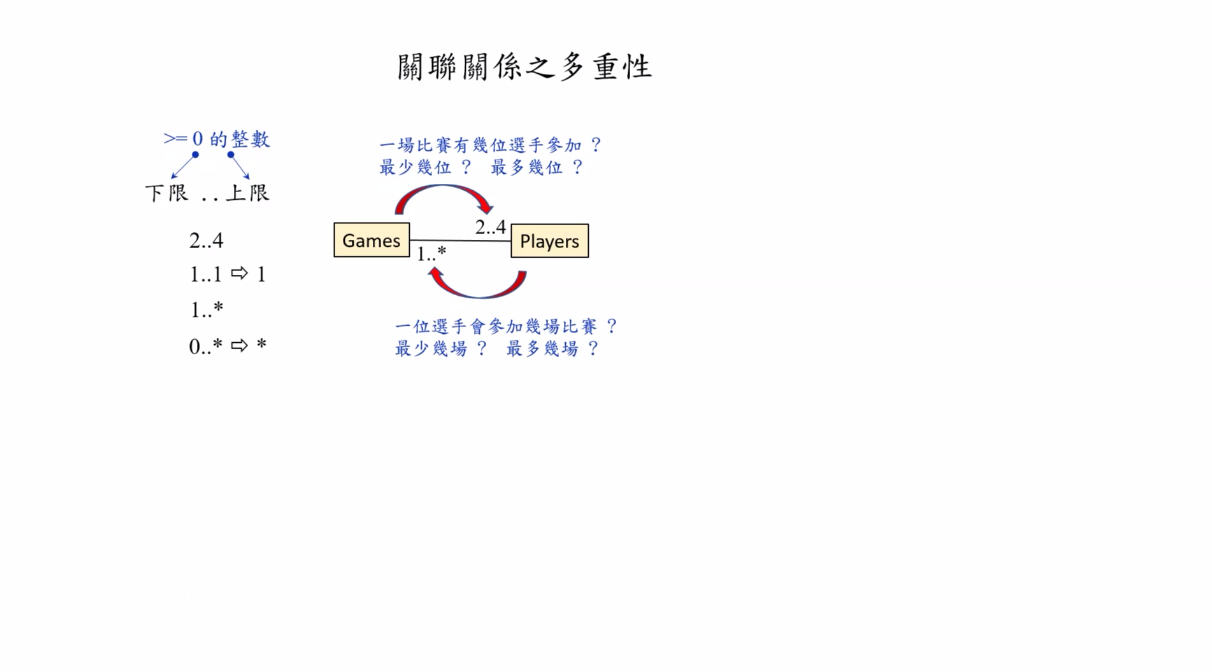 關聯關係之多重性
>= 0 的整數
下限 . . 上限
2..4
1..1 ⇨ 1
1..*
0..* ⇨ *
一場比賽有幾位選手參加 ?
最少幾位 ? 最多幾位 ?
Games
2..4
Players
1..*
一位選手會參加幾場比賽 ?
最少幾場 ? 最多幾場 ?